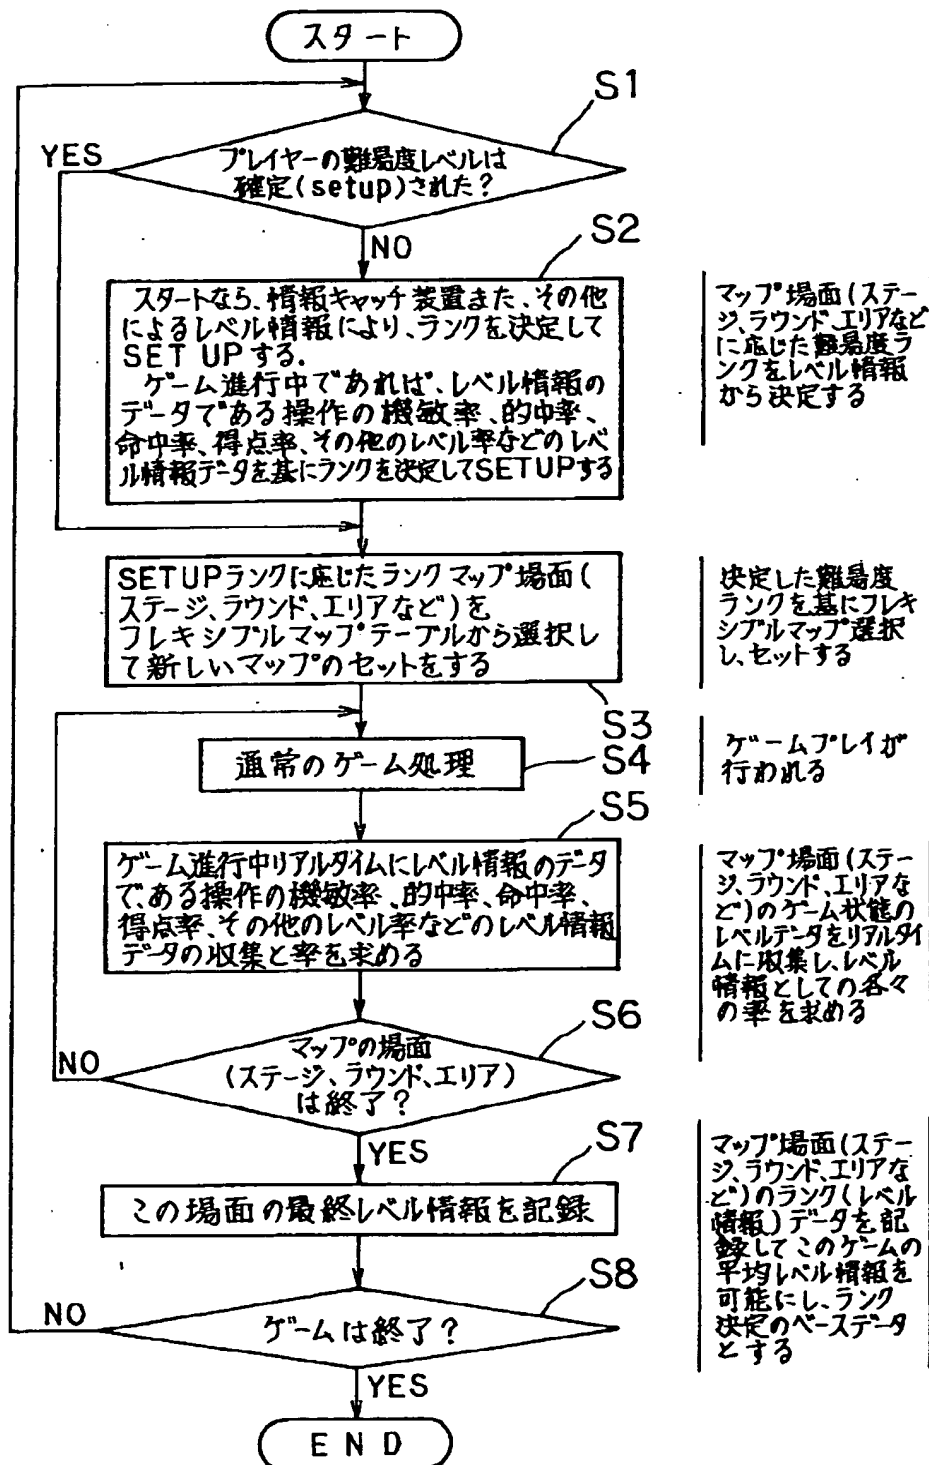 スタート
S1
YES
プレイヤーの難易度レベルは
確定(setup)された?
NO
S2
スタートなら、情報キャッチ装置また、その他
によるレベル情報により、ランクを決定して
SET UPする.
ゲーム進行中であれば、レベル情報の
データである操作の機敏率、的中率、
命中率、得点率、その他のレベル率などのレベ
ル情報データを基にランクを決定してSETUPする
マップ場面(ステー
ジ、ラウンド、エリアなど
に応じた難易度ラ
ンクをレベル情報
から決定する
SETUPランクに応じたランクマップ場面(
ステージ、ラウンド、エリアなど)を
フレキシブルマップテーブルから選択し
て新しいマップのセットをする
決定した難易度
ランクを基にフレキ
シブルマップ選択
し、セットする
S3
通常のゲーム処理
S4
ゲームプレイが
行われる
S5
ゲーム進行中リアルタイムにレベル情報のデータ
である操作の機敏率、的中率、命中率、
得点率、その他のレベル率などのレベル情報
データの収集と率を求める
マップ場面(ステー
ジ、ラウンド、エリアな
ど)のゲーム状態の
レベルデータをリアルタイ
ムに収集し、レベル
情報としての各々
の率を求める
S6
NO
マップの場面
(ステージ、ラウンド、エリア)
は終了?
YES
S7
この場面の最終レベル情報を記録
マップ場面(ステー
ジ、ラウンド、エリアな
ど)のランク(レベル
情報)データを記
録してこのゲームの
平均レベル情報を
可能にし、ランク
決定のベースデータ
とする
S8
NO
ゲームは終了?
YES
END